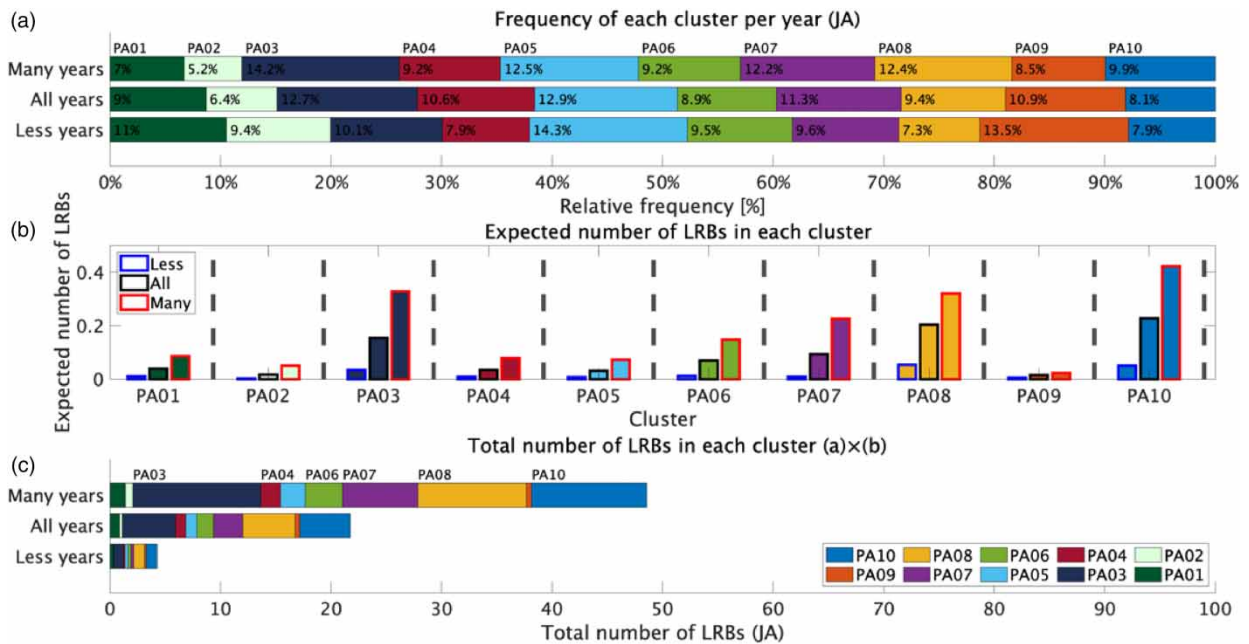 (a)
Frequency of each cluster per year (JA)
PA01 PA02 PA03 PA04 PA05 PA06 PA07 PA08 PA09 PA10
Many years 7% 5.2% 14.2% 9.2% 12.5% 9.2% 12.2% 12.4% 8.5% 9.9%
All years 9% 6.4% 12.7% 10.6% 12.9% 8.9% 11.3% 9.4% 10.9% 8.1%
Less years 11% 9.4% 10.1% 7.9% 14.3% 9.5% 9.6% 7.3% 13.5% 7.9%
0% 10% 20% 30% 40% 50% 60% 70% 80% 90% 100%
Relative frequency [%]
(b)
Expected number of LRBs in each cluster
Expected number of LRBs
0.4
0.2
0
Less
All
Many
PA01 PA02 PA03 PA04 PA05 PA06 PA07 PA08 PA09 PA10
Cluster
(c)
Total number of LRBs in each cluster (a)×(b)
PA03 PA04 PA06 PA07 PA08 PA10
Many years
All years
Less years
PA10 PA08 PA06 PA04 PA02
PA09 PA07 PA05 PA03 PA01
0 10 20 30 40 50 60 70 80 90 100
Total number of LRBs (JA)